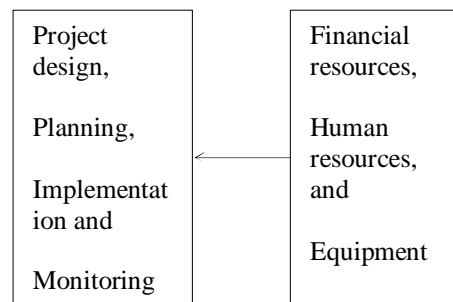 Project
design,
Planning,
Implementat
ion and
Monitoring
Financial
resources,
Human
resources,
and
Equipment